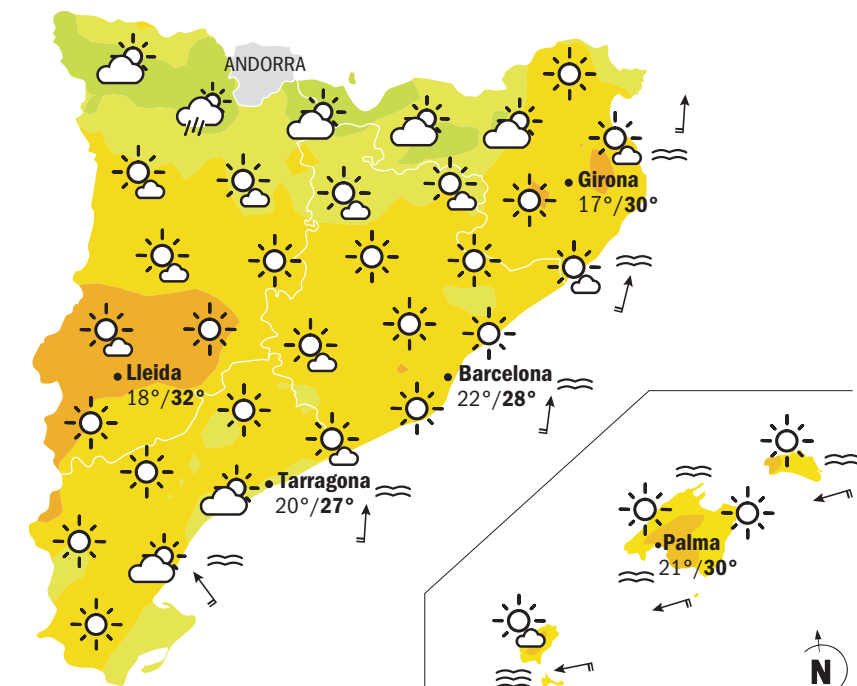 ANDORRA
Girona
17°/30°
Lleida
18°/32°
Barcelona
22°/28°
Tarragona
20°/27°
Palma
21°/30°
N